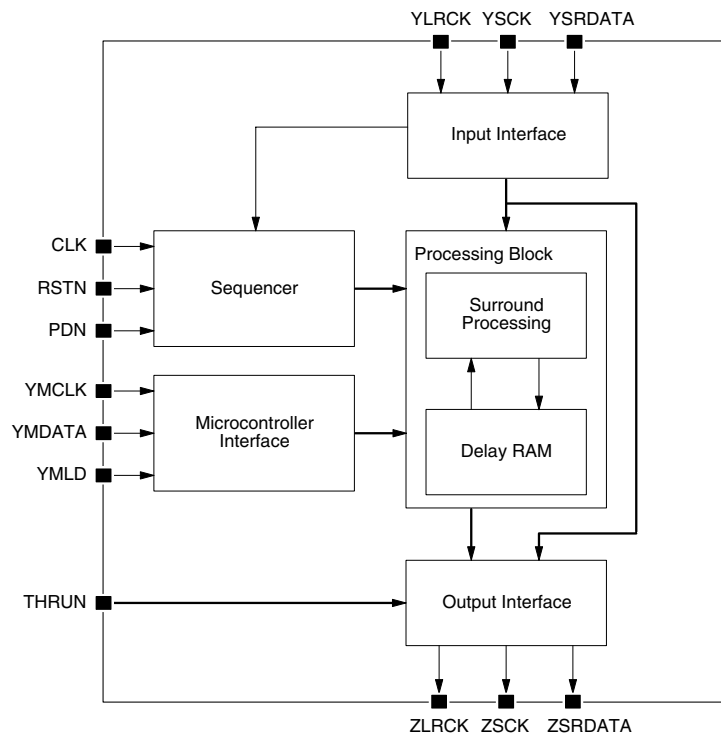 YLRCK YSCK YSRDATA
Input Interface
CLK
RSTN
PDN
Sequencer
Processing Block
Surround
Processing
YMCLK
YMDATA
YMLD
Microcontroller
Interface
Delay RAM
THRUN
Output Interface
ZLRCK ZSCK ZSRDATA